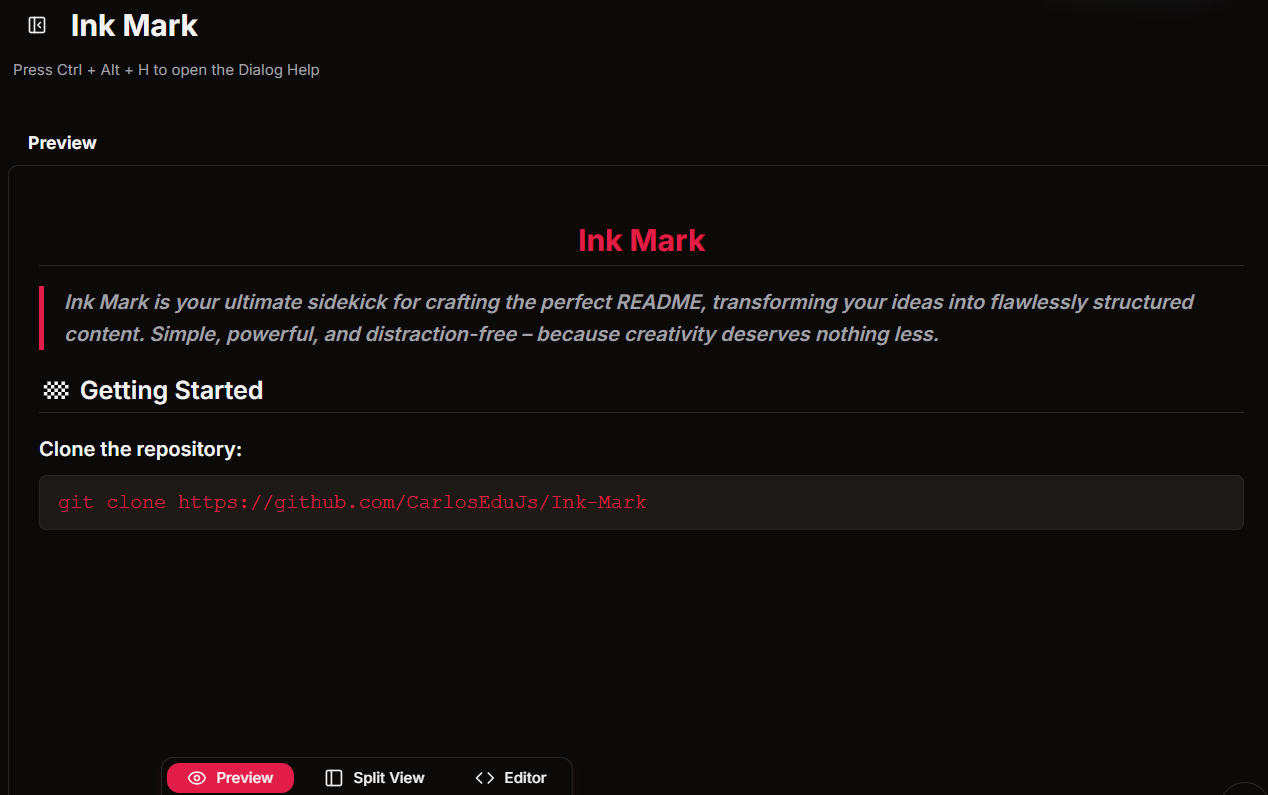 Ink Mark
Press Ctrl + Alt + H to open the Dialog Help
Preview
Ink Mark
Ink Mark is your ultimate sidekick for crafting the perfect README, transforming your ideas into flawlessly structured
content. Simple, powerful, and distraction-free – because creativity deserves nothing less.
Getting Started
Clone the repository:
git clone https://github.com/CarlosEduJs/Ink-Mark
Preview Split View Editor